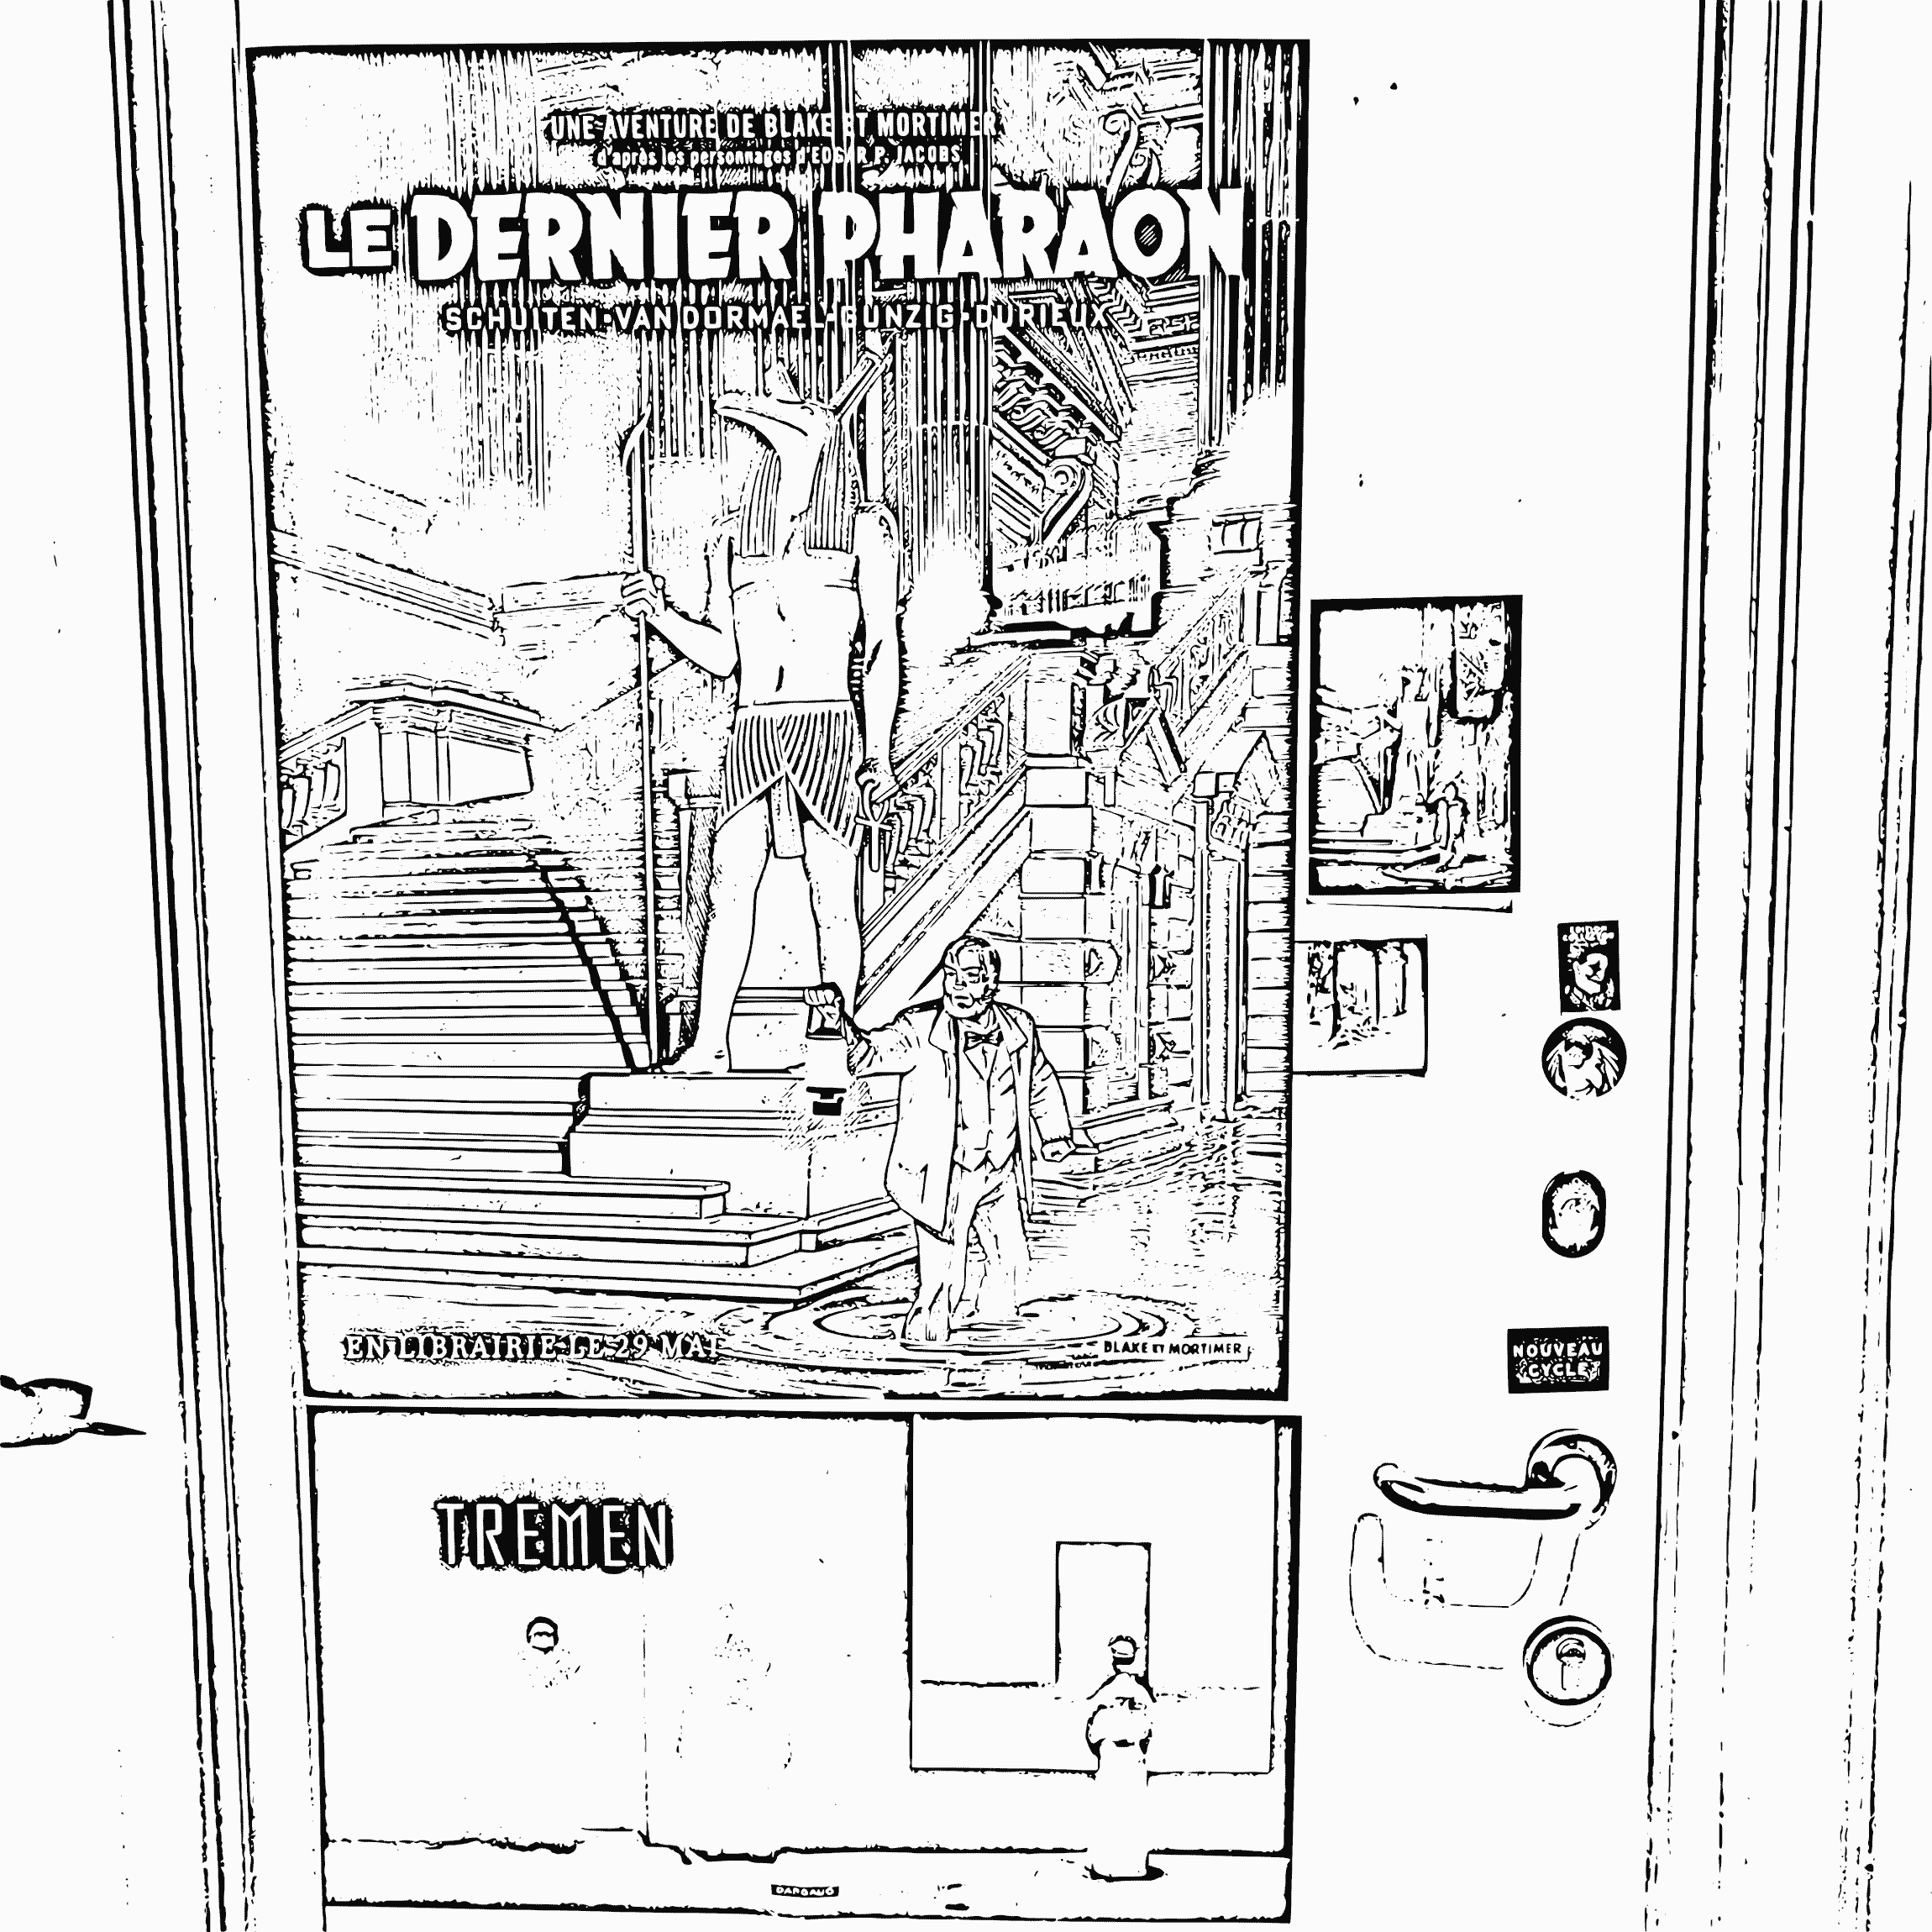 UNE AVENTURE DE BLAKE ET MORTIMER
d'après les personnages d'EDGAR P. JACOBS
LE DERNIER PHARAON
SCHUITEN-VAN DORMAEL-GUNZIG-DURIEUX
EN LIBRAIRIE LE 29 MAI
BLAKE ET MORTIMER
NOUVEAU
CYCLE
TREMEN
DARGAUD